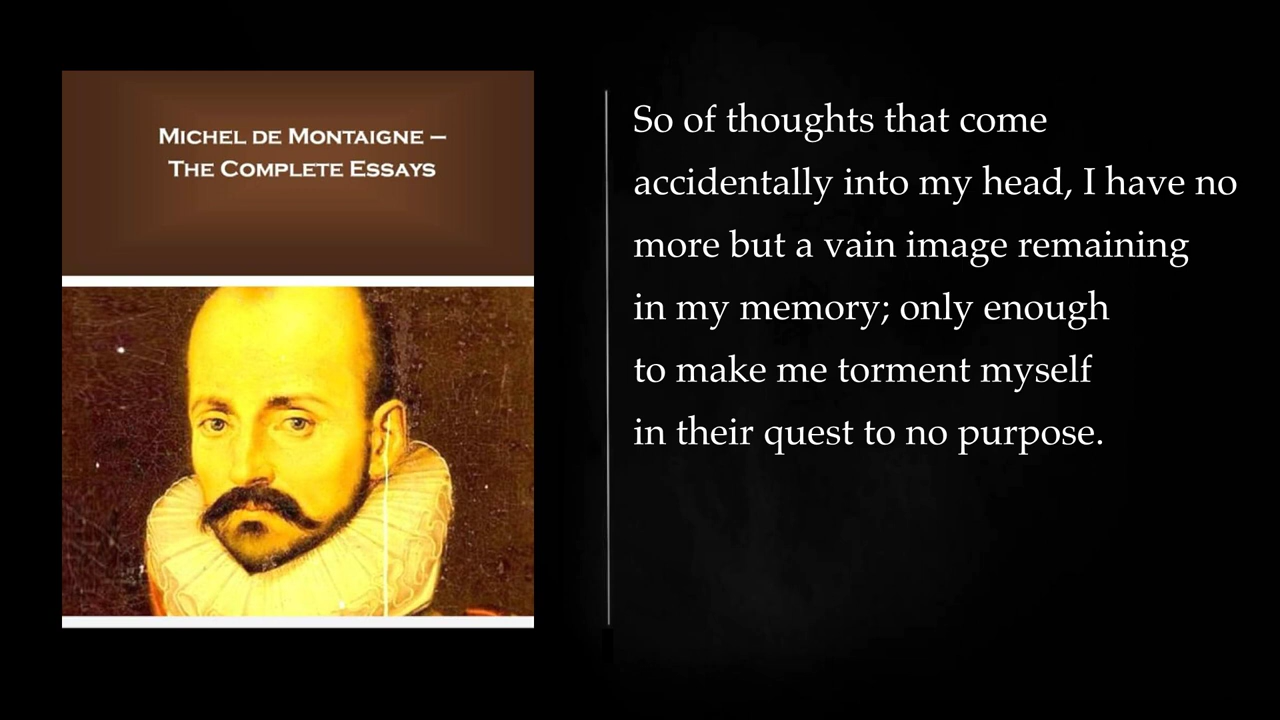 Michel de Montaigne –
The Complete Essays
So of thoughts that come
accidentally into my head, I have no
more but a vain image remaining
in my memory; only enough
to make me torment myself
in their quest to no purpose.